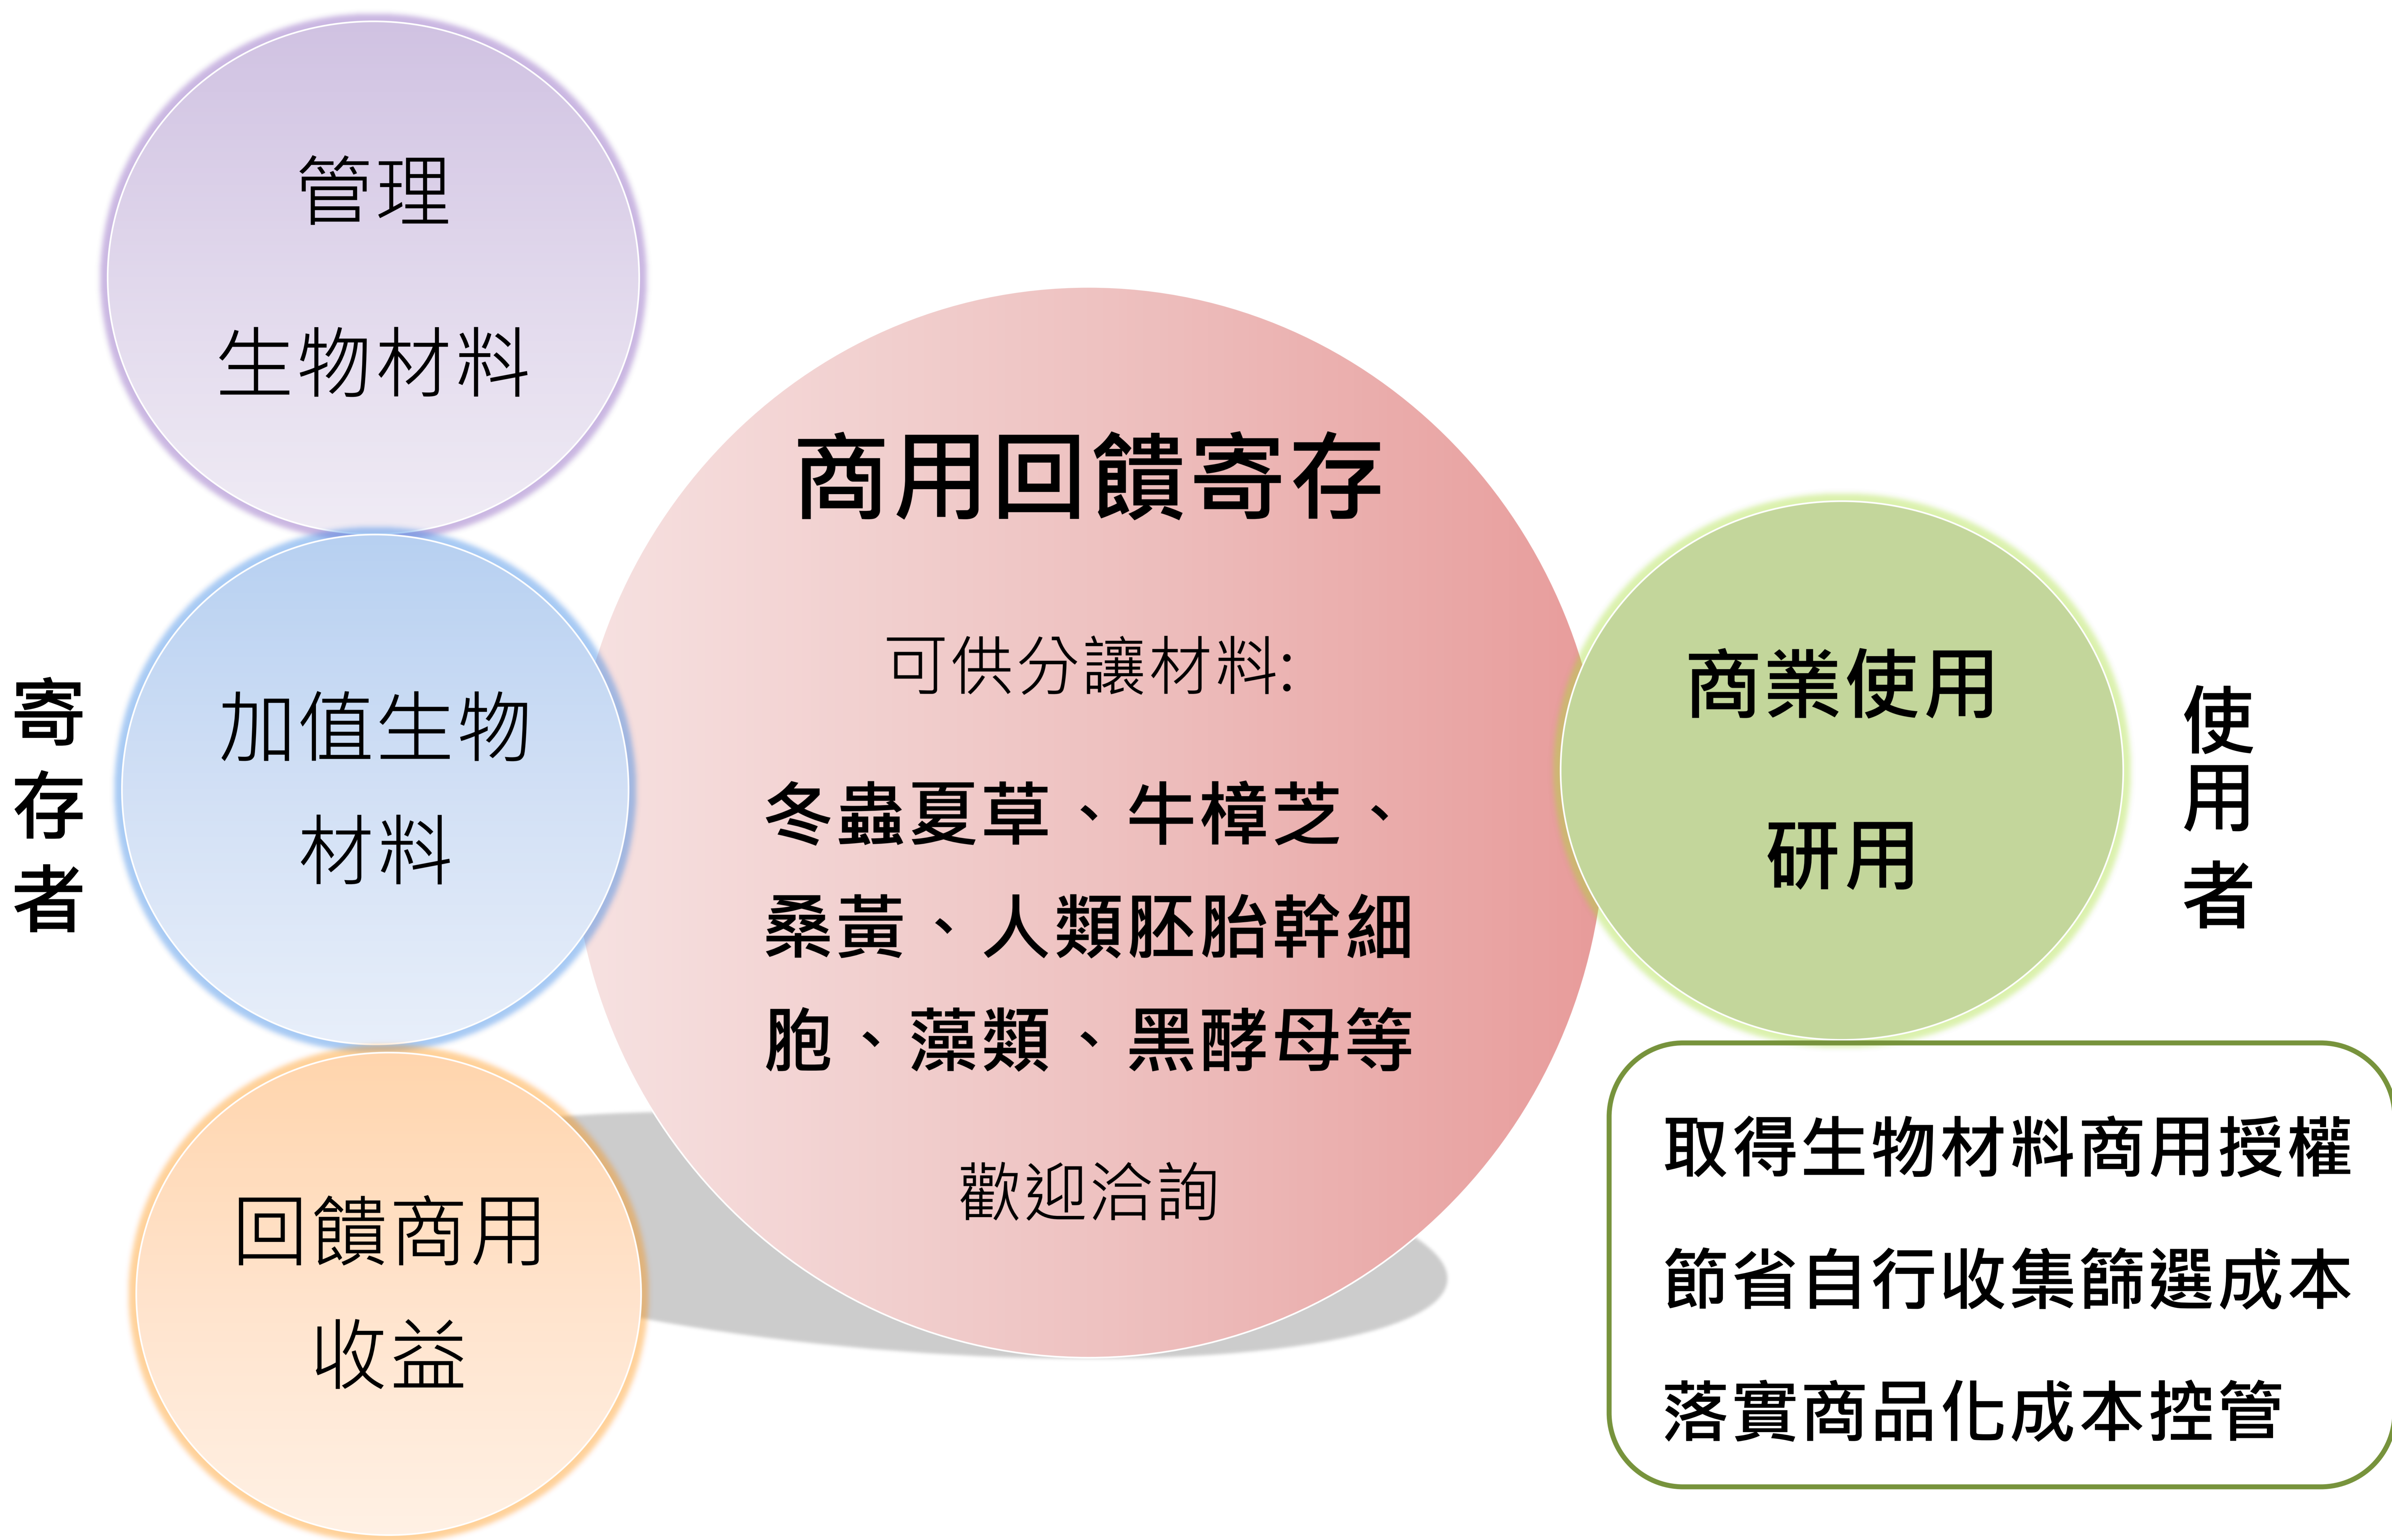 寄存者
管理
生物材料
加值生物
材料
回饋商用
收益
商用回饋寄存
可供分讓材料:
冬蟲夏草、牛樟芝、
桑黃、人類胚胎幹細
胞、藻類、黑酵母等
歡迎洽詢
商業使用
研用
使用者
取得生物材料商用授權
節省自行收集篩選成本
落實商品化成本控管